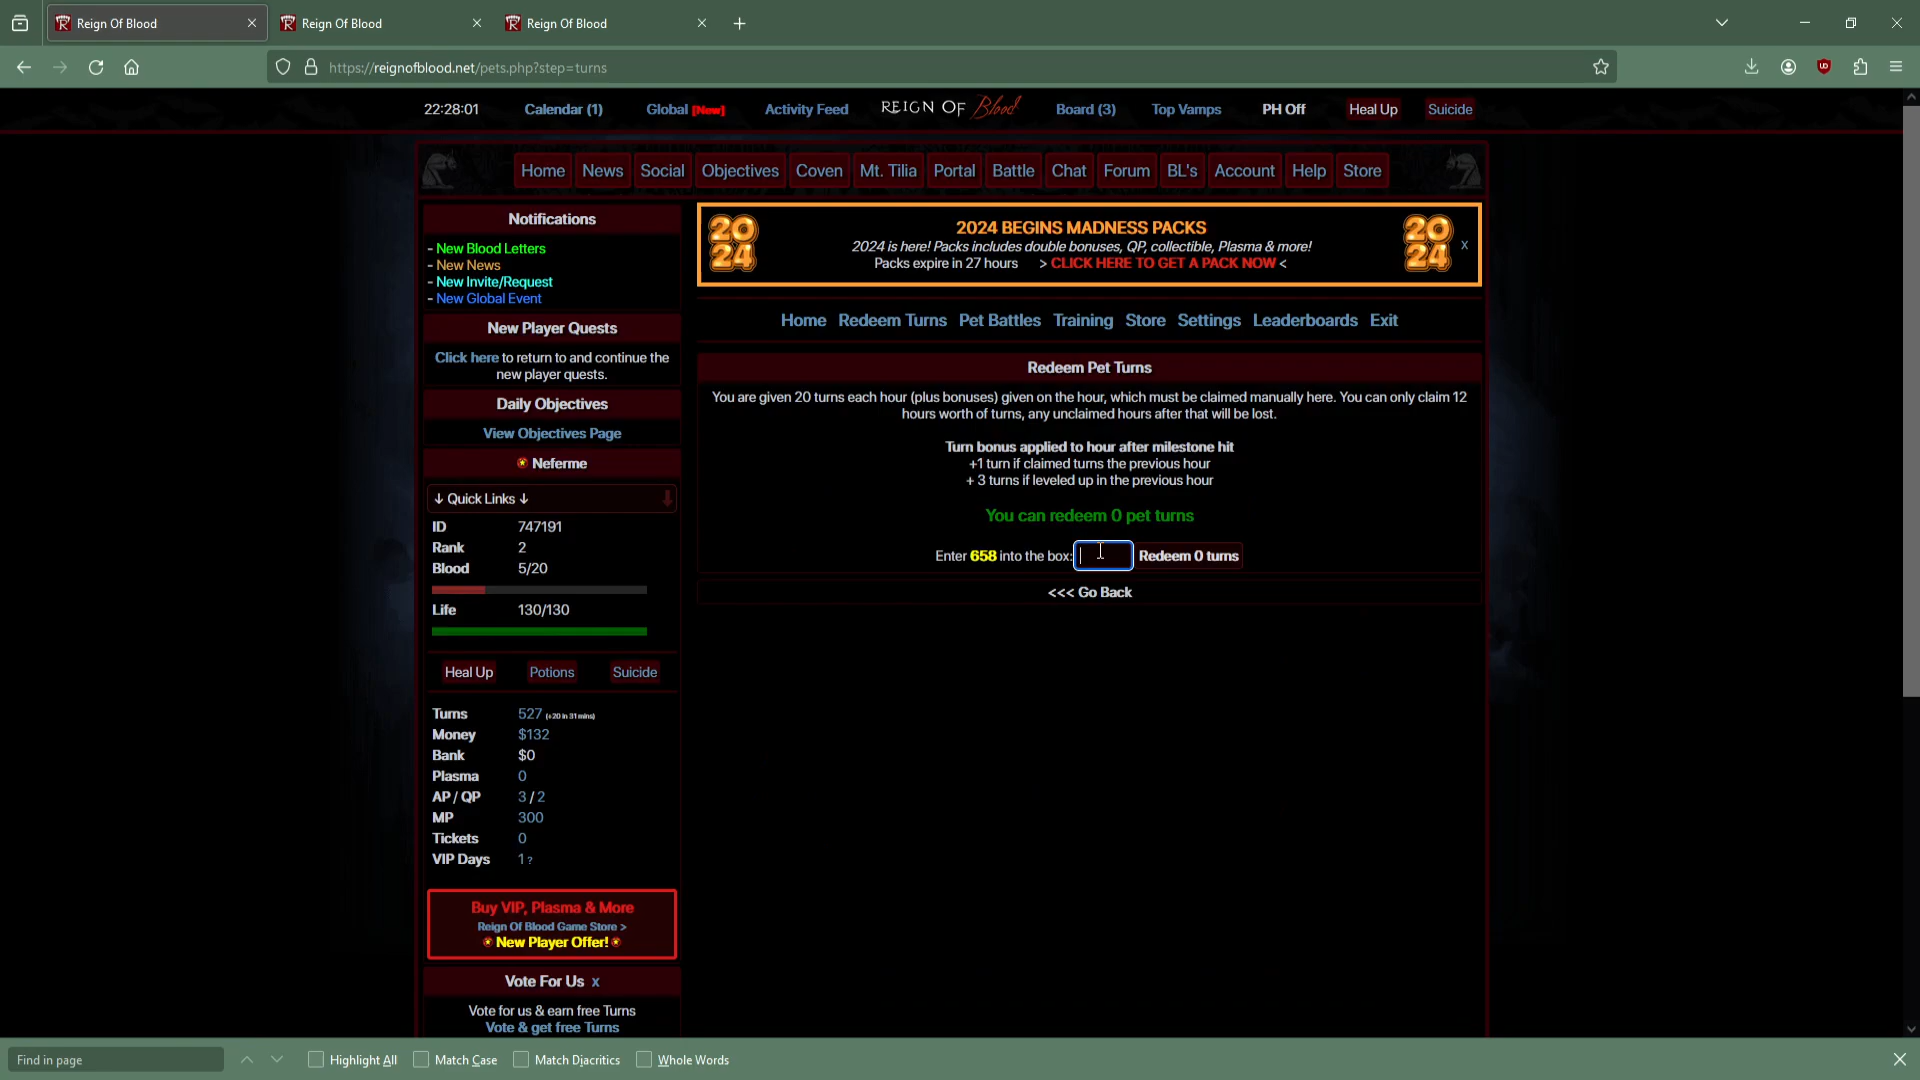 Reign Of Blood
Reign Of Blood
Reign Of Blood
https://reignofblood.net/pets.php?step=turns
22:28:01 Calendar (1) Global [New] Activity Feed REIGN OF Blood Board (3) Top Vamps PH Off Heal Up Suicide
Home News Social Objectives Coven Mt. Tilia Portal Battle Chat Forum BL's Account Help Store
Notifications
- New Blood Letters
- New News
- New Invite/Request
- New Global Event
New Player Quests
Click here to return to and continue the
new player quests.
Daily Objectives
View Objectives Page
Neferme
↓ Quick Links ↓
ID 747191
Rank 2
Blood 5/20
Life 130/130
Heal Up Potions Suicide
Turns 527 (+20 in 31 mins)
Money $132
Bank $0
Plasma 0
AP / QP 3 / 2
MP 300
Tickets 0
VIP Days 1 ?
Buy VIP, Plasma & More
Reign Of Blood Game Store >
New Player Offer!
Vote For Us x
Vote for us & earn free Turns
Vote & get free Turns
2024 BEGINS MADNESS PACKS
2024 is here! Packs includes double bonuses, QP, collectible, Plasma & more!
Packs expire in 27 hours > CLICK HERE TO GET A PACK NOW <
20
24
20
24
x
Home Redeem Turns Pet Battles Training Store Settings Leaderboards Exit
Redeem Pet Turns
You are given 20 turns each hour (plus bonuses) given on the hour, which must be claimed manually here. You can only claim 12
hours worth of turns, any unclaimed hours after that will be lost.
Turn bonus applied to hour after milestone hit
+1 turn if claimed turns the previous hour
+ 3 turns if leveled up in the previous hour
You can redeem 0 pet turns
Enter 658 into the box: Redeem 0 turns
<<< Go Back
Find in page Highlight All Match Case Match Diacritics Whole Words